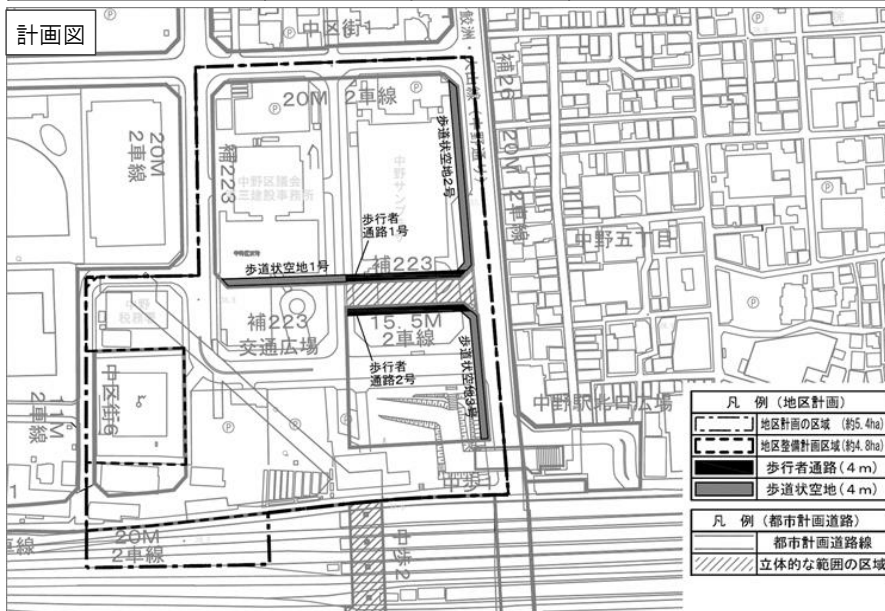 計画図
中区街1
20M 2車線
補26 20M 2車線
20M
2車線
補223
歩道状空地2号
中野区議会
中野サンプラザ
歩行者
通路1号
中野五丁目
歩道状空地1号
補223
中野
税務署
補223
交通広場
15.5M
2車線
歩行者
通路2号
歩道状空地3号
中区街6
11M
2車線
中野駅北口広場
中歩
中歩2
20M
2車線
車線
凡 例 (地区計画)
地区計画の区域 (約5.4ha)
地区整備計画区域(約4.8ha)
歩行者通路(4m)
歩道状空地(4m)
凡 例 (都市計画道路)
都市計画道路線
立体的な範囲の区域